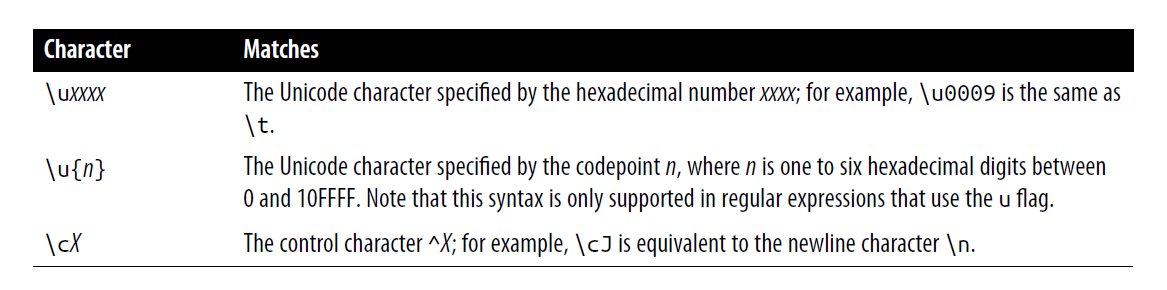 Character Matches
\uxxxx The Unicode character specified by the hexadecimal number xxxx; for example, \u0009 is the same as
\t.
\u{n} The Unicode character specified by the codepoint n, where n is one to six hexadecimal digits between
0 and 10FFFF. Note that this syntax is only supported in regular expressions that use the u flag.
\cX The control character ^X; for example, \cJ is equivalent to the newline character \n.